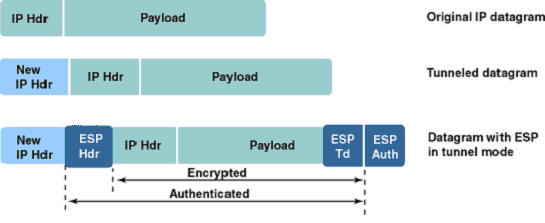 IP Hdr Payload Original IP datagram
New
IP Hdr IP Hdr Payload Tunneled datagram
New
IP Hdr ESP
Hdr IP Hdr Payload ESP
Td ESP
Auth Datagram with ESP
in tunnel mode
Encrypted
Authenticated